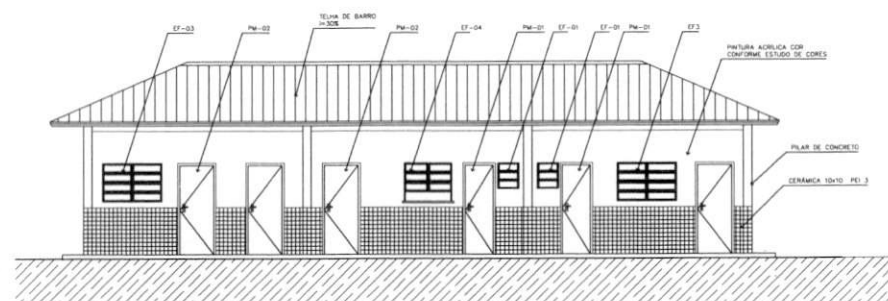 TELHA DE BARRO
i=30%
EF-03
PM-02
PM-02
EF-04
PM-01
EF-01
EF-01
PM-01
EF3
PINTURA ACRÍLICA COR
CONFORME ESTUDO DE CORES
PILAR DE CONCRETO
CERÂMICA 10x10 PEI 3